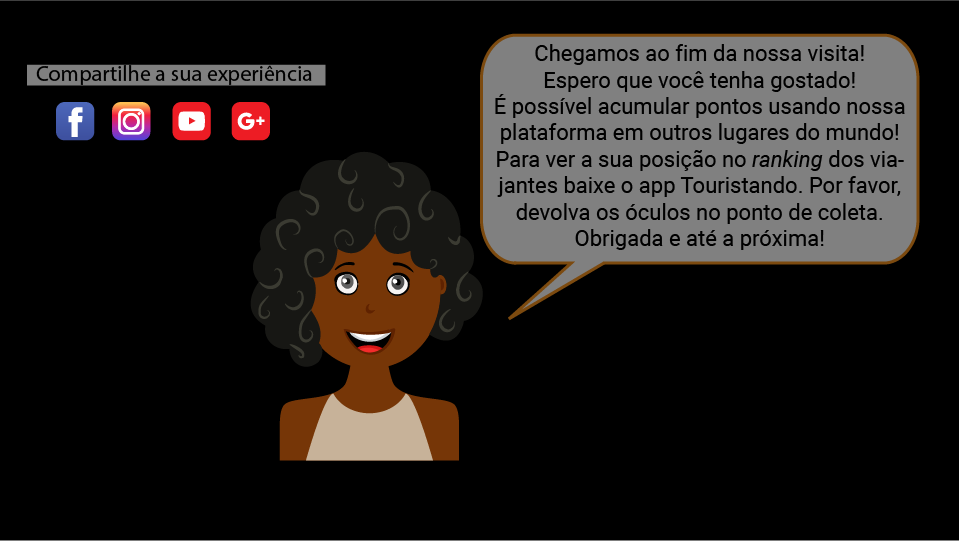 Compartilhe a sua experiência
f
G+
Chegamos ao fim da nossa visita!
Espero que você tenha gostado!
É possível acumular pontos usando nossa
plataforma em outros lugares do mundo!
Para ver a sua posição no ranking dos via-
jantes baixe o app Touristando. Por favor,
devolva os óculos no ponto de coleta.
Obrigada e até a próxima!